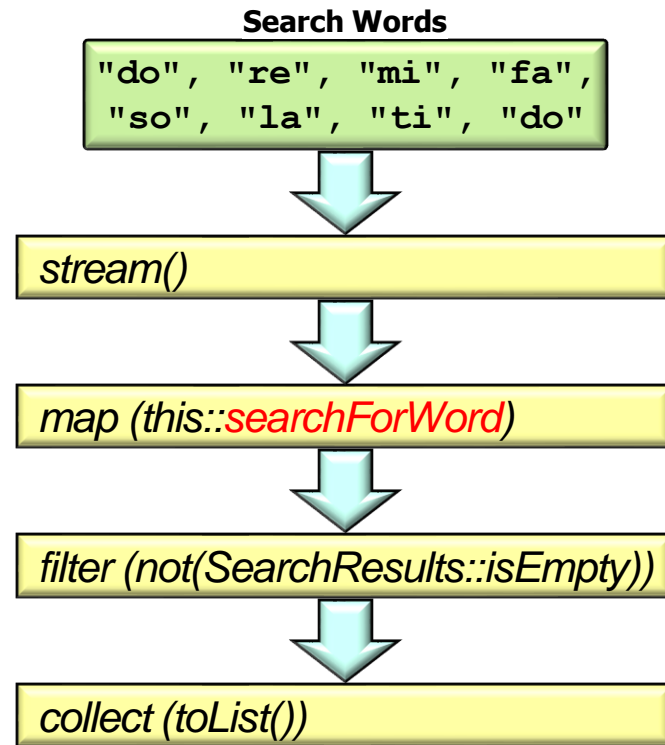 Search Words
"do", "re", "mi", "fa",
"so", "la", "ti", "do"
stream()
map (this::searchForWord)
filter (not(SearchResults::isEmpty))
collect (toList())